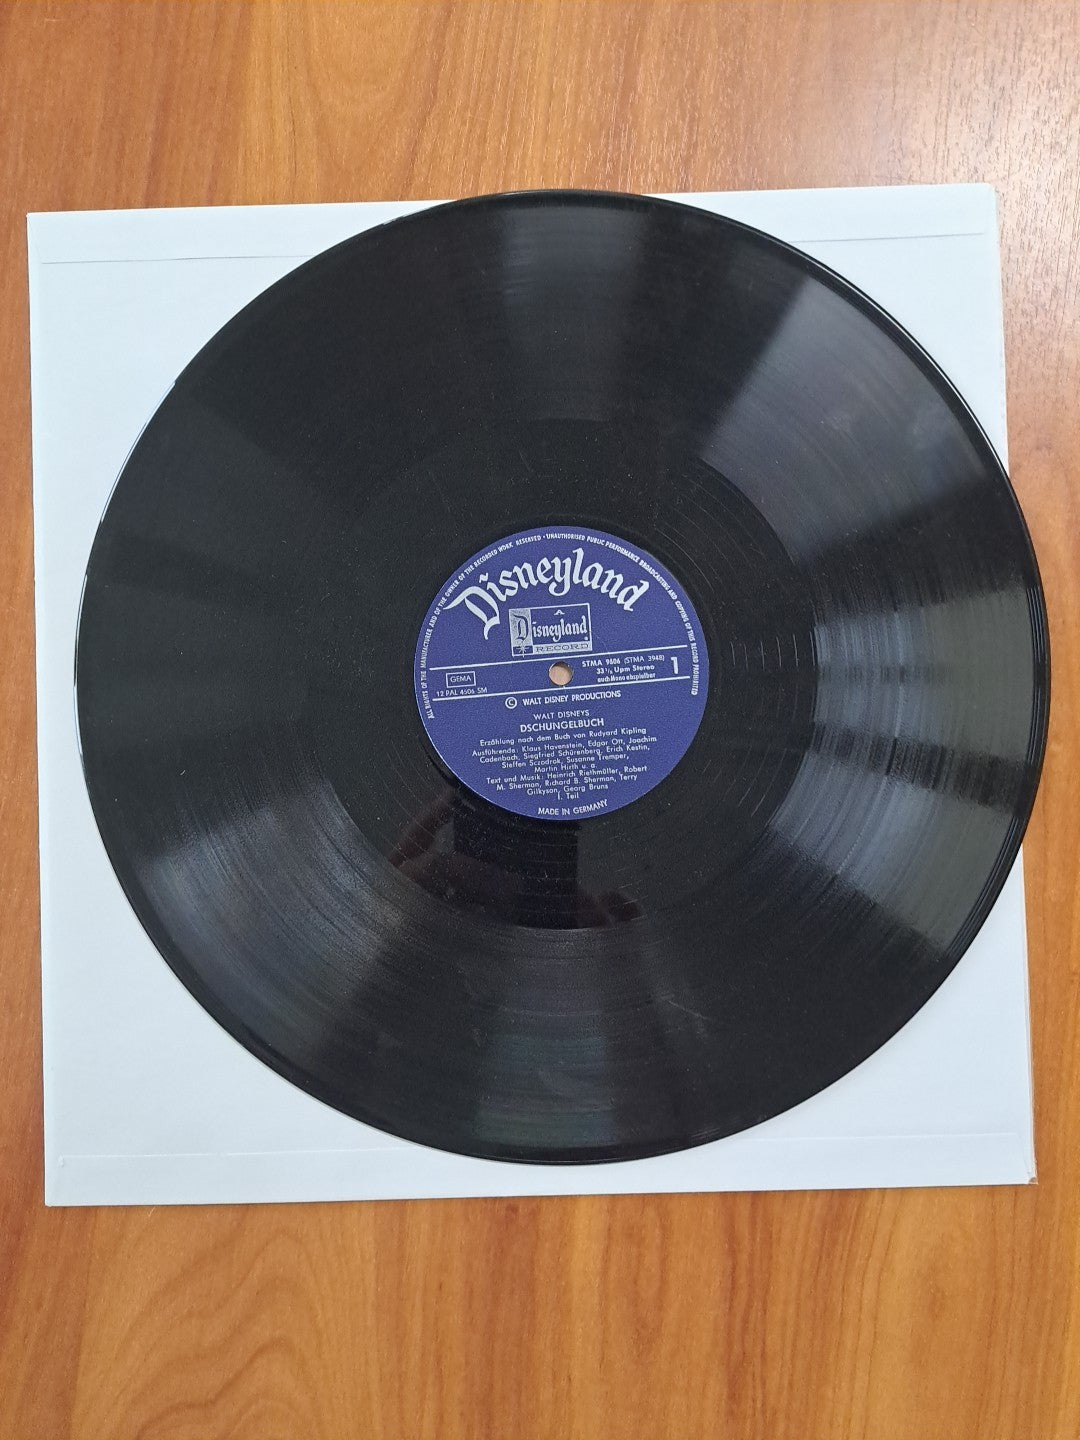 ALL RIGHTS OF THE MANUFACTURER AND OF THE OWNER OF THE RECORDED WORK RESERVED · UNAUTHORISED PUBLIC PERFORMANCE BROADCASTING AND COPYING OF THIS RECORD PROHIBITED
Disneyland
Disneyland
RECORD
GEMA
12 PAL 4506 SM
STMA 9806 (STMA 3948)
33⅓ Upm Stereo
auch Mono abspielbar
1
© WALT DISNEY PRODUCTIONS
WALT DISNEYS
DSCHUNGELBUCH
Erzählung nach dem Buch von Rudyard Kipling
Ausführende: Klaus Havenstein, Edgar Ott, Joachim
Cadenbach, Siegfried Schürenberg, Erich Kestin,
Steffen Sczodrok, Susanne Tremper,
Martin Hirth u. a.
Text und Musik: Heinrich Riethmüller, Robert
M. Sherman, Richard B. Sherman, Terry
Gilkyson, Georg Bruns
I. Teil
MADE IN GERMANY